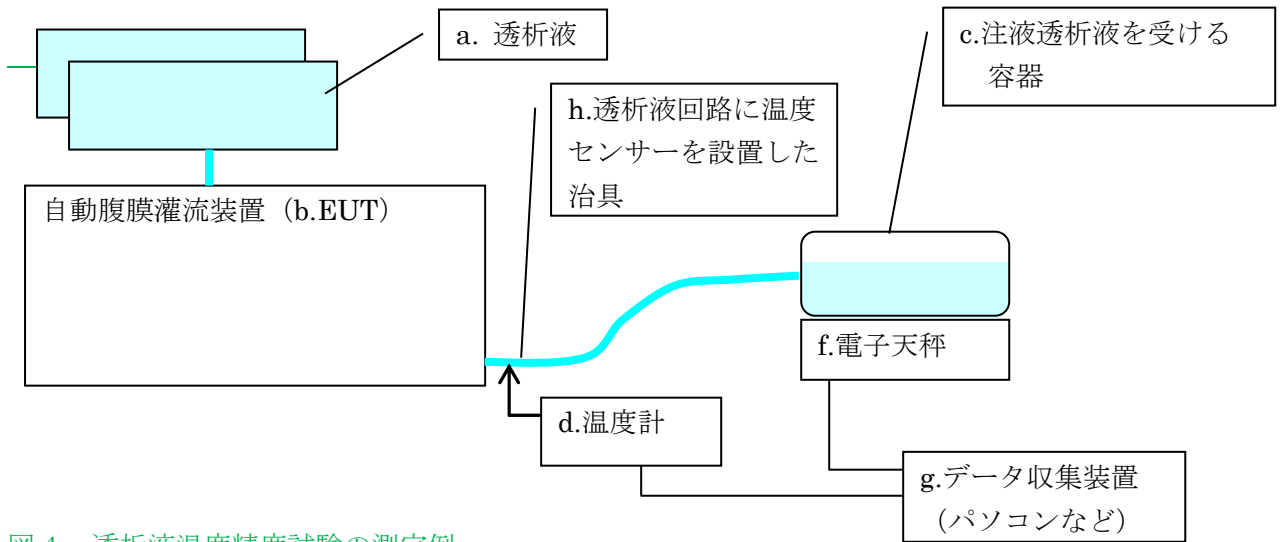 a. 透析液
c.注液透析液を受ける
容器
h.透析液回路に温度
センサーを設置した
治具
自動腹膜灌流装置（b.EUT）
f.電子天秤
d.温度計
g.データ収集装置
（パソコンなど）